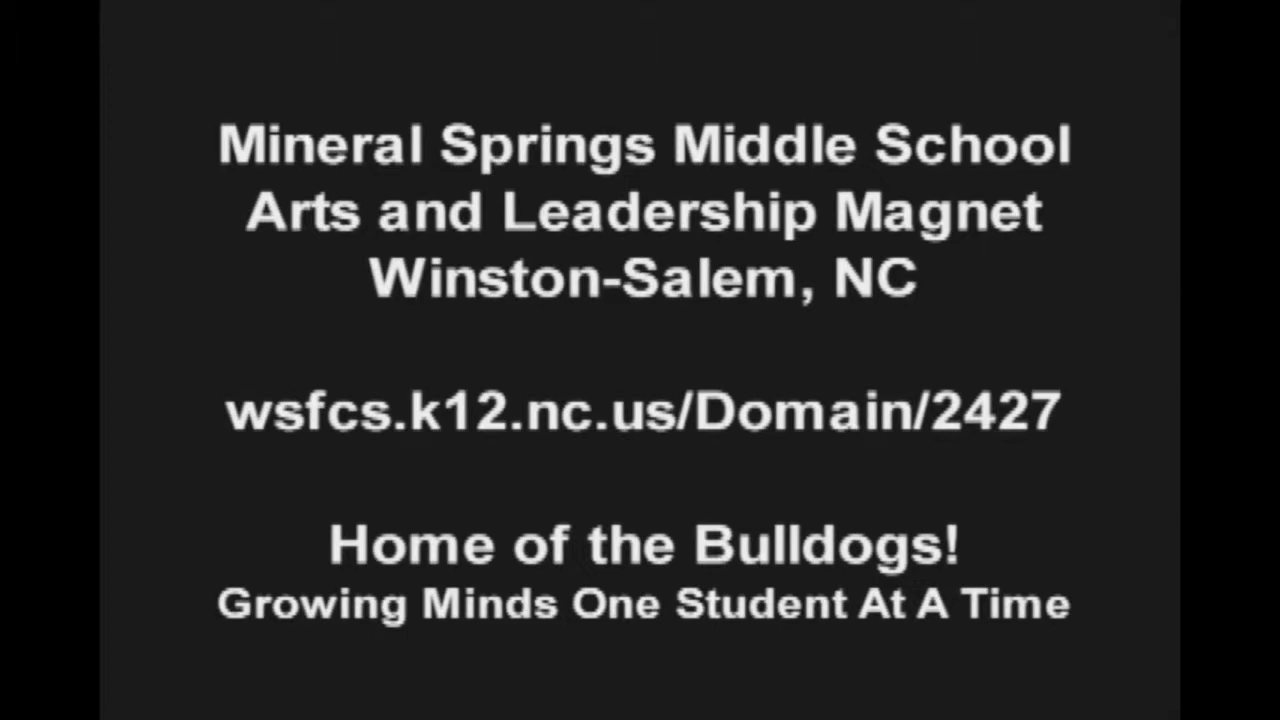 Mineral Springs Middle School
Arts and Leadership Magnet
Winston-Salem, NC
wsfcs.k12.nc.us/Domain/2427
Home of the Bulldogs!
Growing Minds One Student At A Time